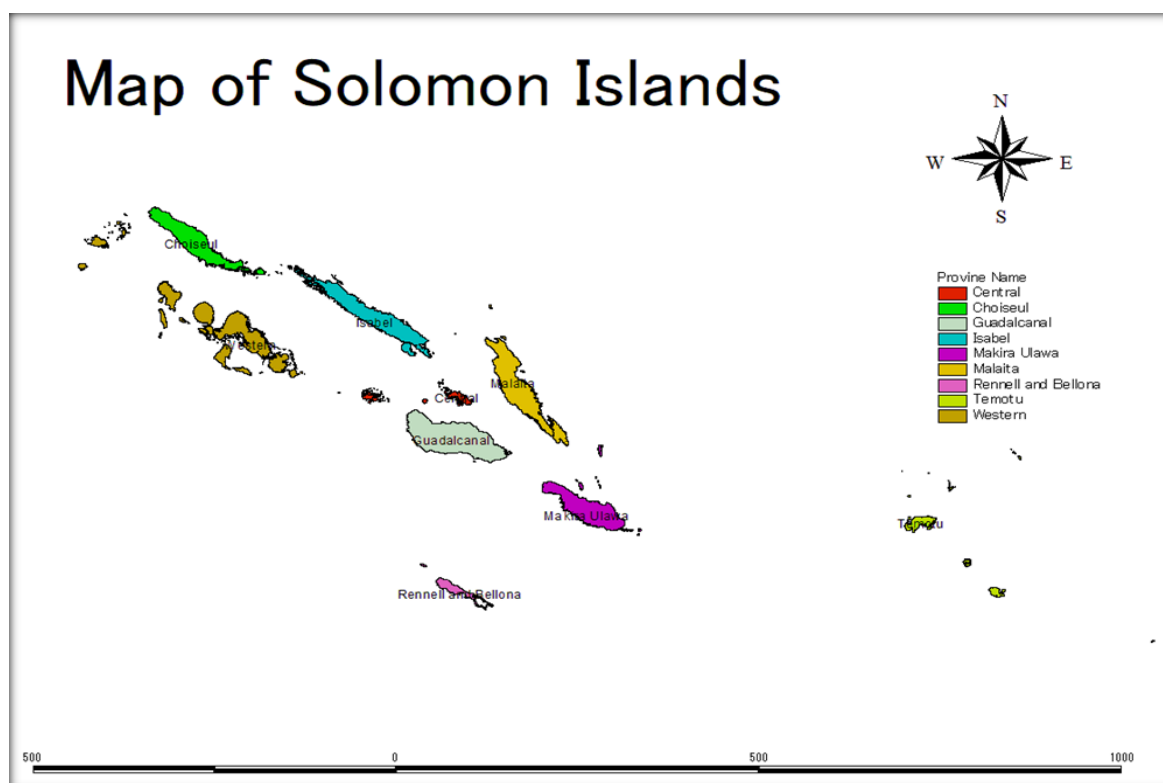 Map of Solomon Islands
N
W E
S
Choiseul
Isabel
Western
Malaita
Central
Guadalcanal
Makira Ulawa
Temotu
Rennell and Bellona
Provine Name
Central
Choiseul
Guadalcanal
Isabel
Makira Ulawa
Malaita
Rennell and Bellona
Temotu
Western
500 0 500 1000